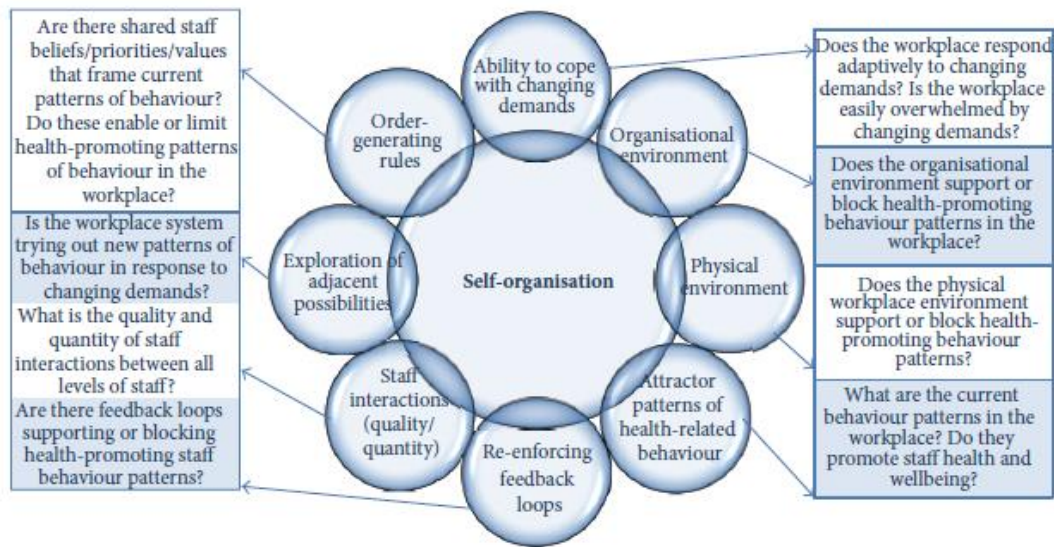 Are there shared staff
beliefs/priorities/values
that frame current
patterns of behaviour?
Do these enable or limit
health-promoting patterns
of behaviour in the
workplace?
Is the workplace system
trying out new patterns of
behaviour in response to
changing demands?
What is the quality and
quantity of staff
interactions between all
levels of staff?
Are there feedback loops
supporting or blocking
health-promoting staff
behaviour patterns?
Ability to cope
with changing
demands
Order-
generating
rules
Organisational
environment
Exploration of
adjacent
possibilities
Self-organisation
Physical
environment
Staff
interactions
(quality/
quantity)
Attractor
patterns of
health-related
behaviour
Re-enforcing
feedback
loops
Does the workplace respond
adaptively to changing
demands? Is the workplace
easily overwhelmed by
changing demands?
Does the organisational
environment support or
block health-promoting
behaviour patterns in the
workplace?
Does the physical
workplace environment
support or block health-
promoting behaviour
patterns?
What are the current
behaviour patterns in the
workplace? Do they
promote staff health and
wellbeing?